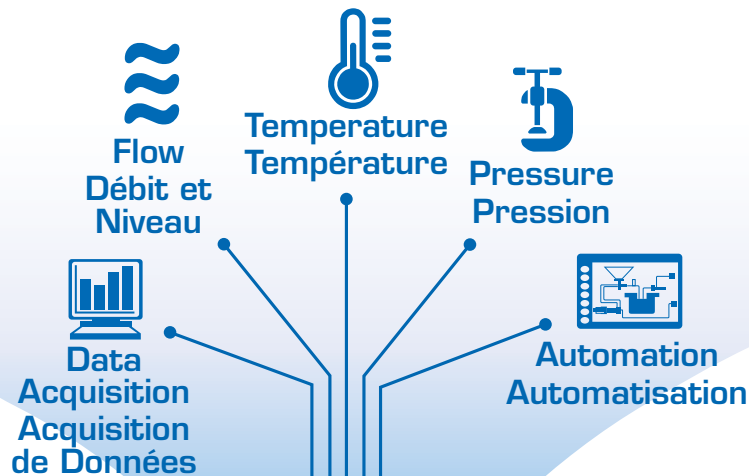 Temperature
Température
Flow
Débit et
Niveau
Pressure
Pression
Data
Acquisition
Acquisition
de Données
Automation
Automatisation